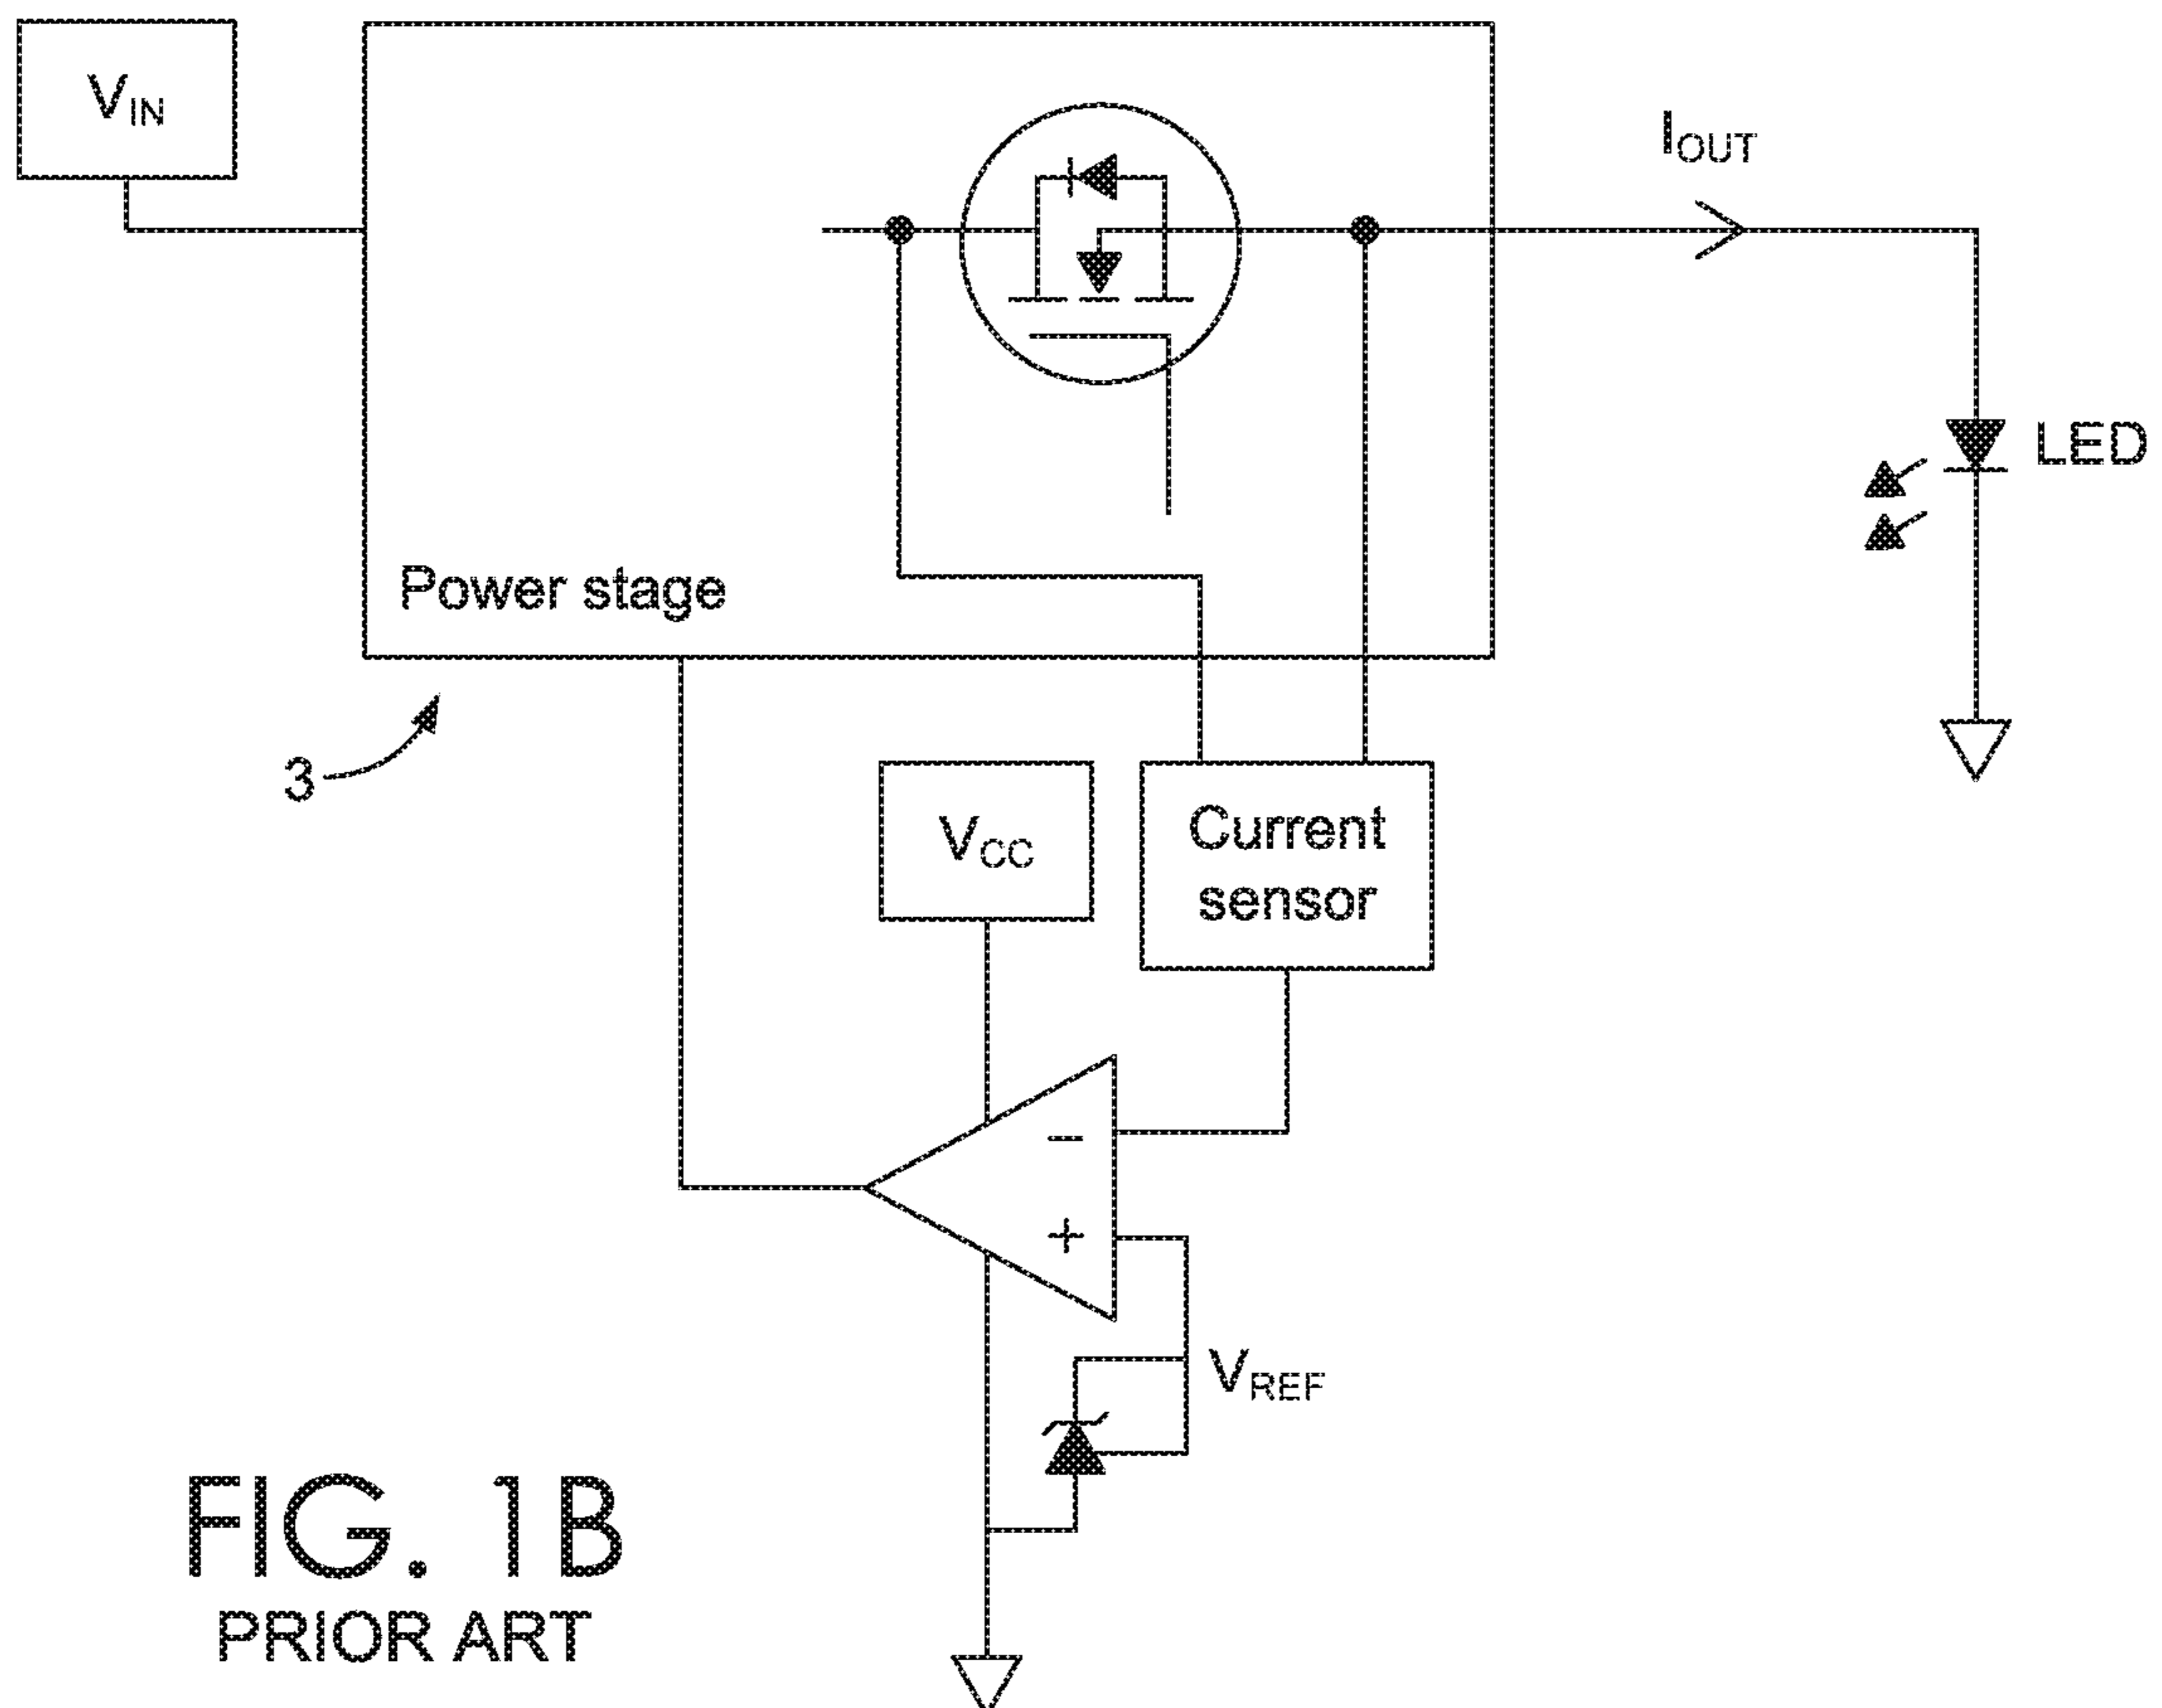 VIN
IOUT
LED
Power stage
3
VCC
Current
sensor
−
+
VREF
FIG. 1B
PRIOR ART